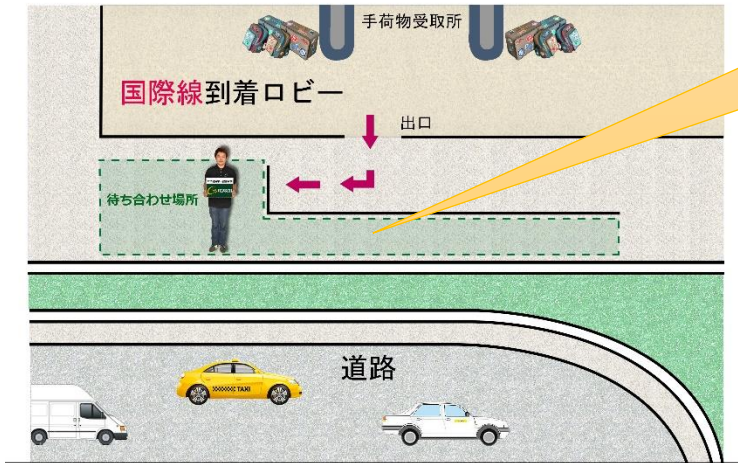 手荷物受取所
国際線到着ロビー
出口
待ち合わせ場所
道路
TAXI